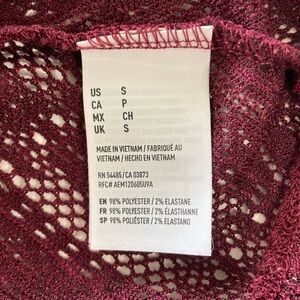 US S
CA P
MX CH
UK S
MADE IN VIETNAM / FABRIQUÉ AU
VIETNAM / HECHO EN VIETNAM
RN 54485/CA 03873
RFC# AEM120605U9A
EN 98% POLYESTER / 2% ELASTANE
FR 98% POLYESTER / 2% ÉLASTHANNE
SP 98% POLIÉSTER / 2% ELASTANO